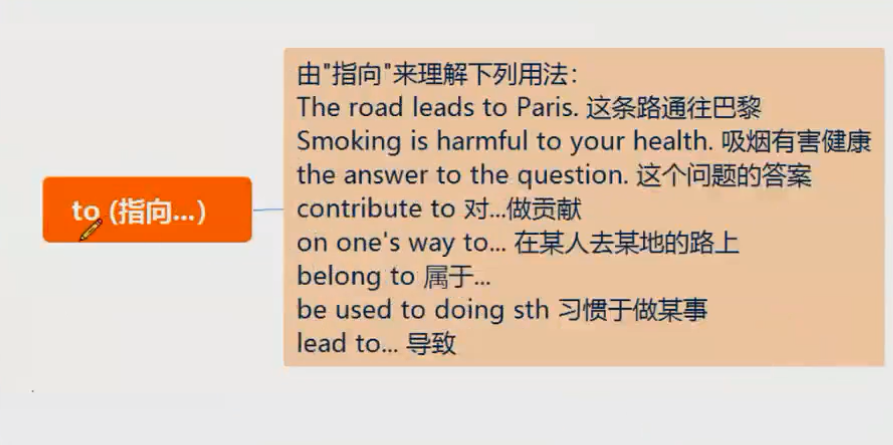 to (指向...)
由"指向"来理解下列用法：
The road leads to Paris. 这条路通往巴黎
Smoking is harmful to your health. 吸烟有害健康
the answer to the question. 这个问题的答案
contribute to 对...做贡献
on one's way to... 在某人去某地的路上
belong to 属于...
be used to doing sth 习惯于做某事
lead to... 导致